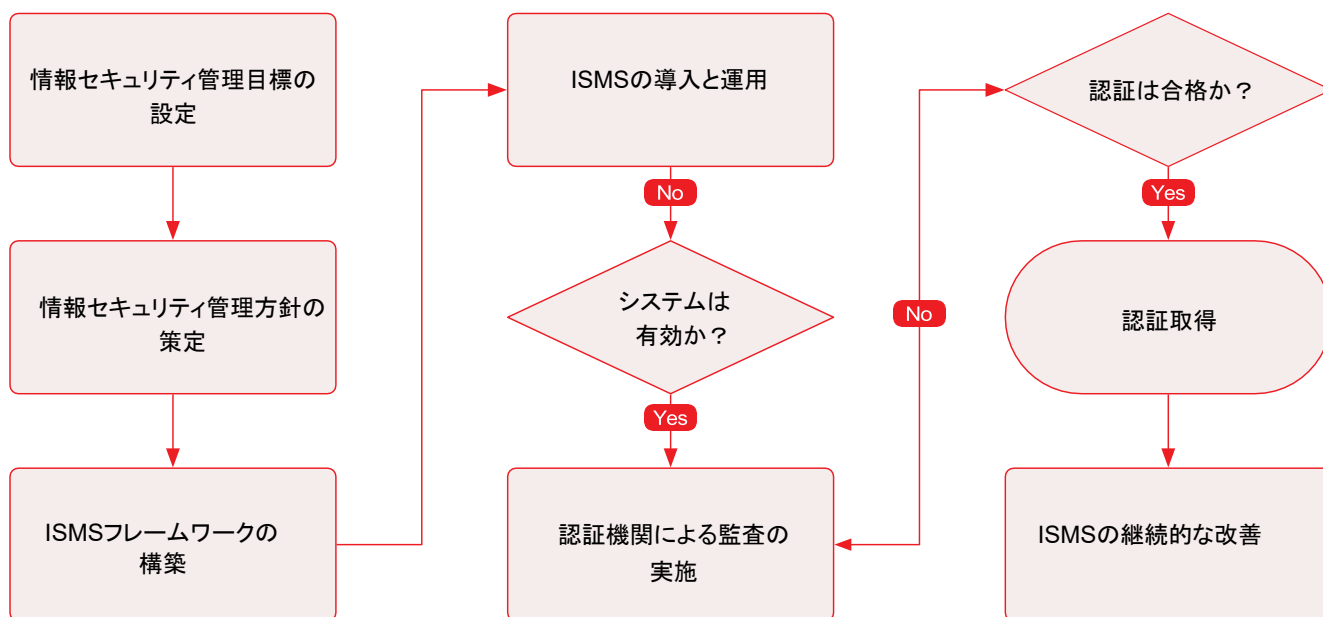 情報セキュリティ管理目標の
設定
情報セキュリティ管理方針の
策定
ISMSフレームワークの
構築
ISMSの導入と運用
No
システムは
有効か？
Yes
認証機関による監査の
実施
No
認証は合格か？
Yes
認証取得
ISMSの継続的な改善